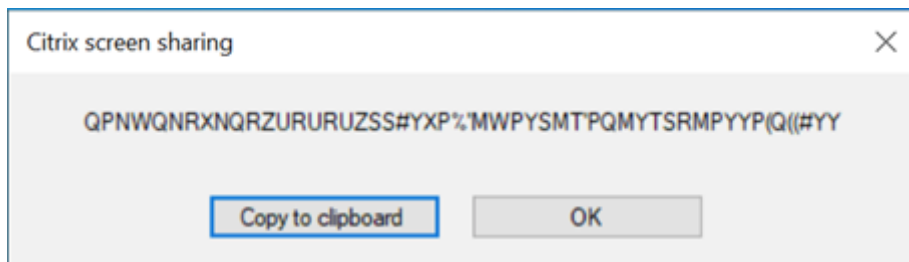 Citrix screen sharing
QPNWQNRXNQRZURURUZSS#YXP%'MWPYSMT'PQMYTSRMPYYP(Q((#YY
Copy to clipboard OK